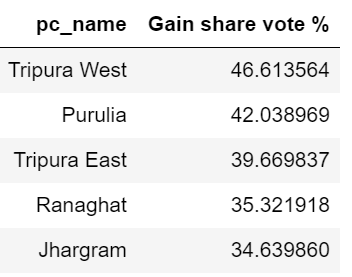 pc_name Gain share vote %
Tripura West 46.613564
Purulia 42.038969
Tripura East 39.669837
Ranaghat 35.321918
Jhargram 34.639860